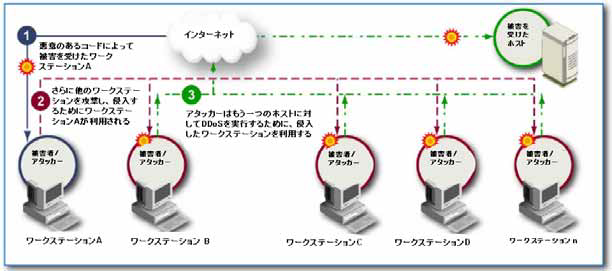 1
悪意のあるコードによって
被害を受けたワーク
ステーションA
インターネット
被害を
受けた
ホスト
2
さらに他のワークステー
ションを攻撃し、侵入す
るためにワークステー
ションAが利用される
3
アタッカーはもう一つのホストに対
してDDoSを実行するために、侵入
したワークステーションを利用する
被害者/
アタッカー
被害者/
アタッカー
被害者/
アタッカー
被害者/
アタッカー
被害者/
アタッカー
ワークステーションA
ワークステーション B
ワークステーションC
ワークステーションD
ワークステーション n